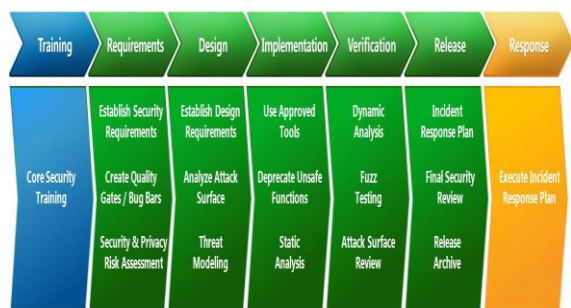 Training
Requirements
Design
Implementation
Verification
Release
Response
Core Security
Training
Establish Security
Requirements
Create Quality
Gates / Bug Bars
Security & Privacy
Risk Assessment
Establish Design
Requirements
Analyze Attack
Surface
Threat
Modeling
Use Approved
Tools
Deprecate Unsafe
Functions
Static
Analysis
Dynamic
Analysis
Fuzz
Testing
Attack Surface
Review
Incident
Response Plan
Final Security
Review
Release
Archive
Execute Incident
Response Plan